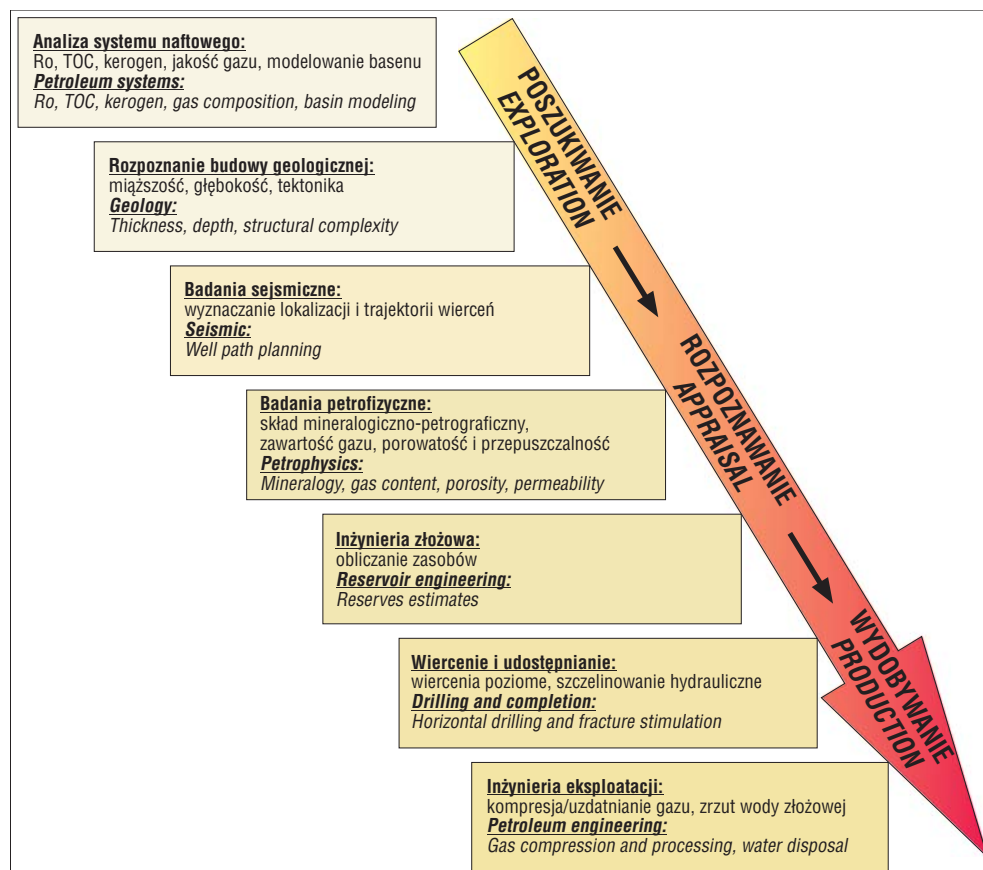 Analiza systemu naftowego:
Ro, TOC, kerogen, jakość gazu, modelowanie basenu
Petroleum systems:
Ro, TOC, kerogen, gas composition, basin modeling
Rozpoznanie budowy geologicznej:
miąższość, głębokość, tektonika
Geology:
Thickness, depth, structural complexity
Badania sejsmiczne:
wyznaczanie lokalizacji i trajektorii wierceń
Seismic:
Well path planning
Badania petrofizyczne:
skład mineralogiczno-petrograficzny,
zawartość gazu, porowatość i przepuszczalność
Petrophysics:
Mineralogy, gas content, porosity, permeability
Inżynieria złożowa:
obliczanie zasobów
Reservoir engineering:
Reserves estimates
Wiercenie i udostępnianie:
wiercenia poziome, szczelinowanie hydrauliczne
Drilling and completion:
Horizontal drilling and fracture stimulation
Inżynieria eksploatacji:
kompresja/uzdatnianie gazu, zrzut wody złożowej
Petroleum engineering:
Gas compression and processing, water disposal
POSZUKIWANIE
EXPLORATION
ROZPOZNAWANIE
APPRAISAL
WYDOBYWANIE
PRODUCTION